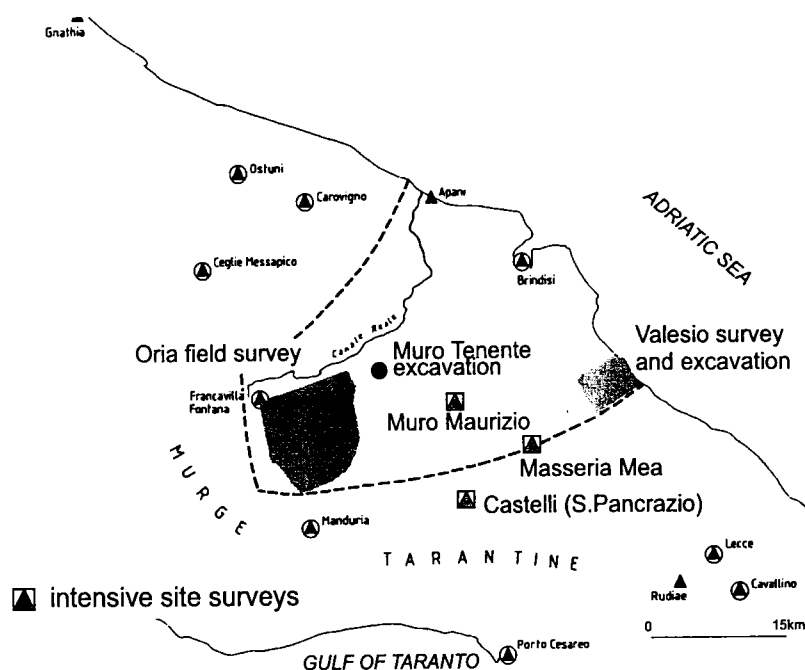 Gnathia
Ostuni
Carovigno
Apani
ADRIATIC SEA
Ceglie Messapico
Brindisi
Canale Reale
Oria field survey
Muro Tenente
excavation
Valesio survey
and excavation
Francavilla
Fontana
Muro Maurizio
MURGE
Masseria Mea
Castelli (S.Pancrazio)
Manduria
TARANTINE
Lecce
Rudiae
Cavallino
intensive site surveys
0 15km
Porto Cesareo
GULF OF TARANTO